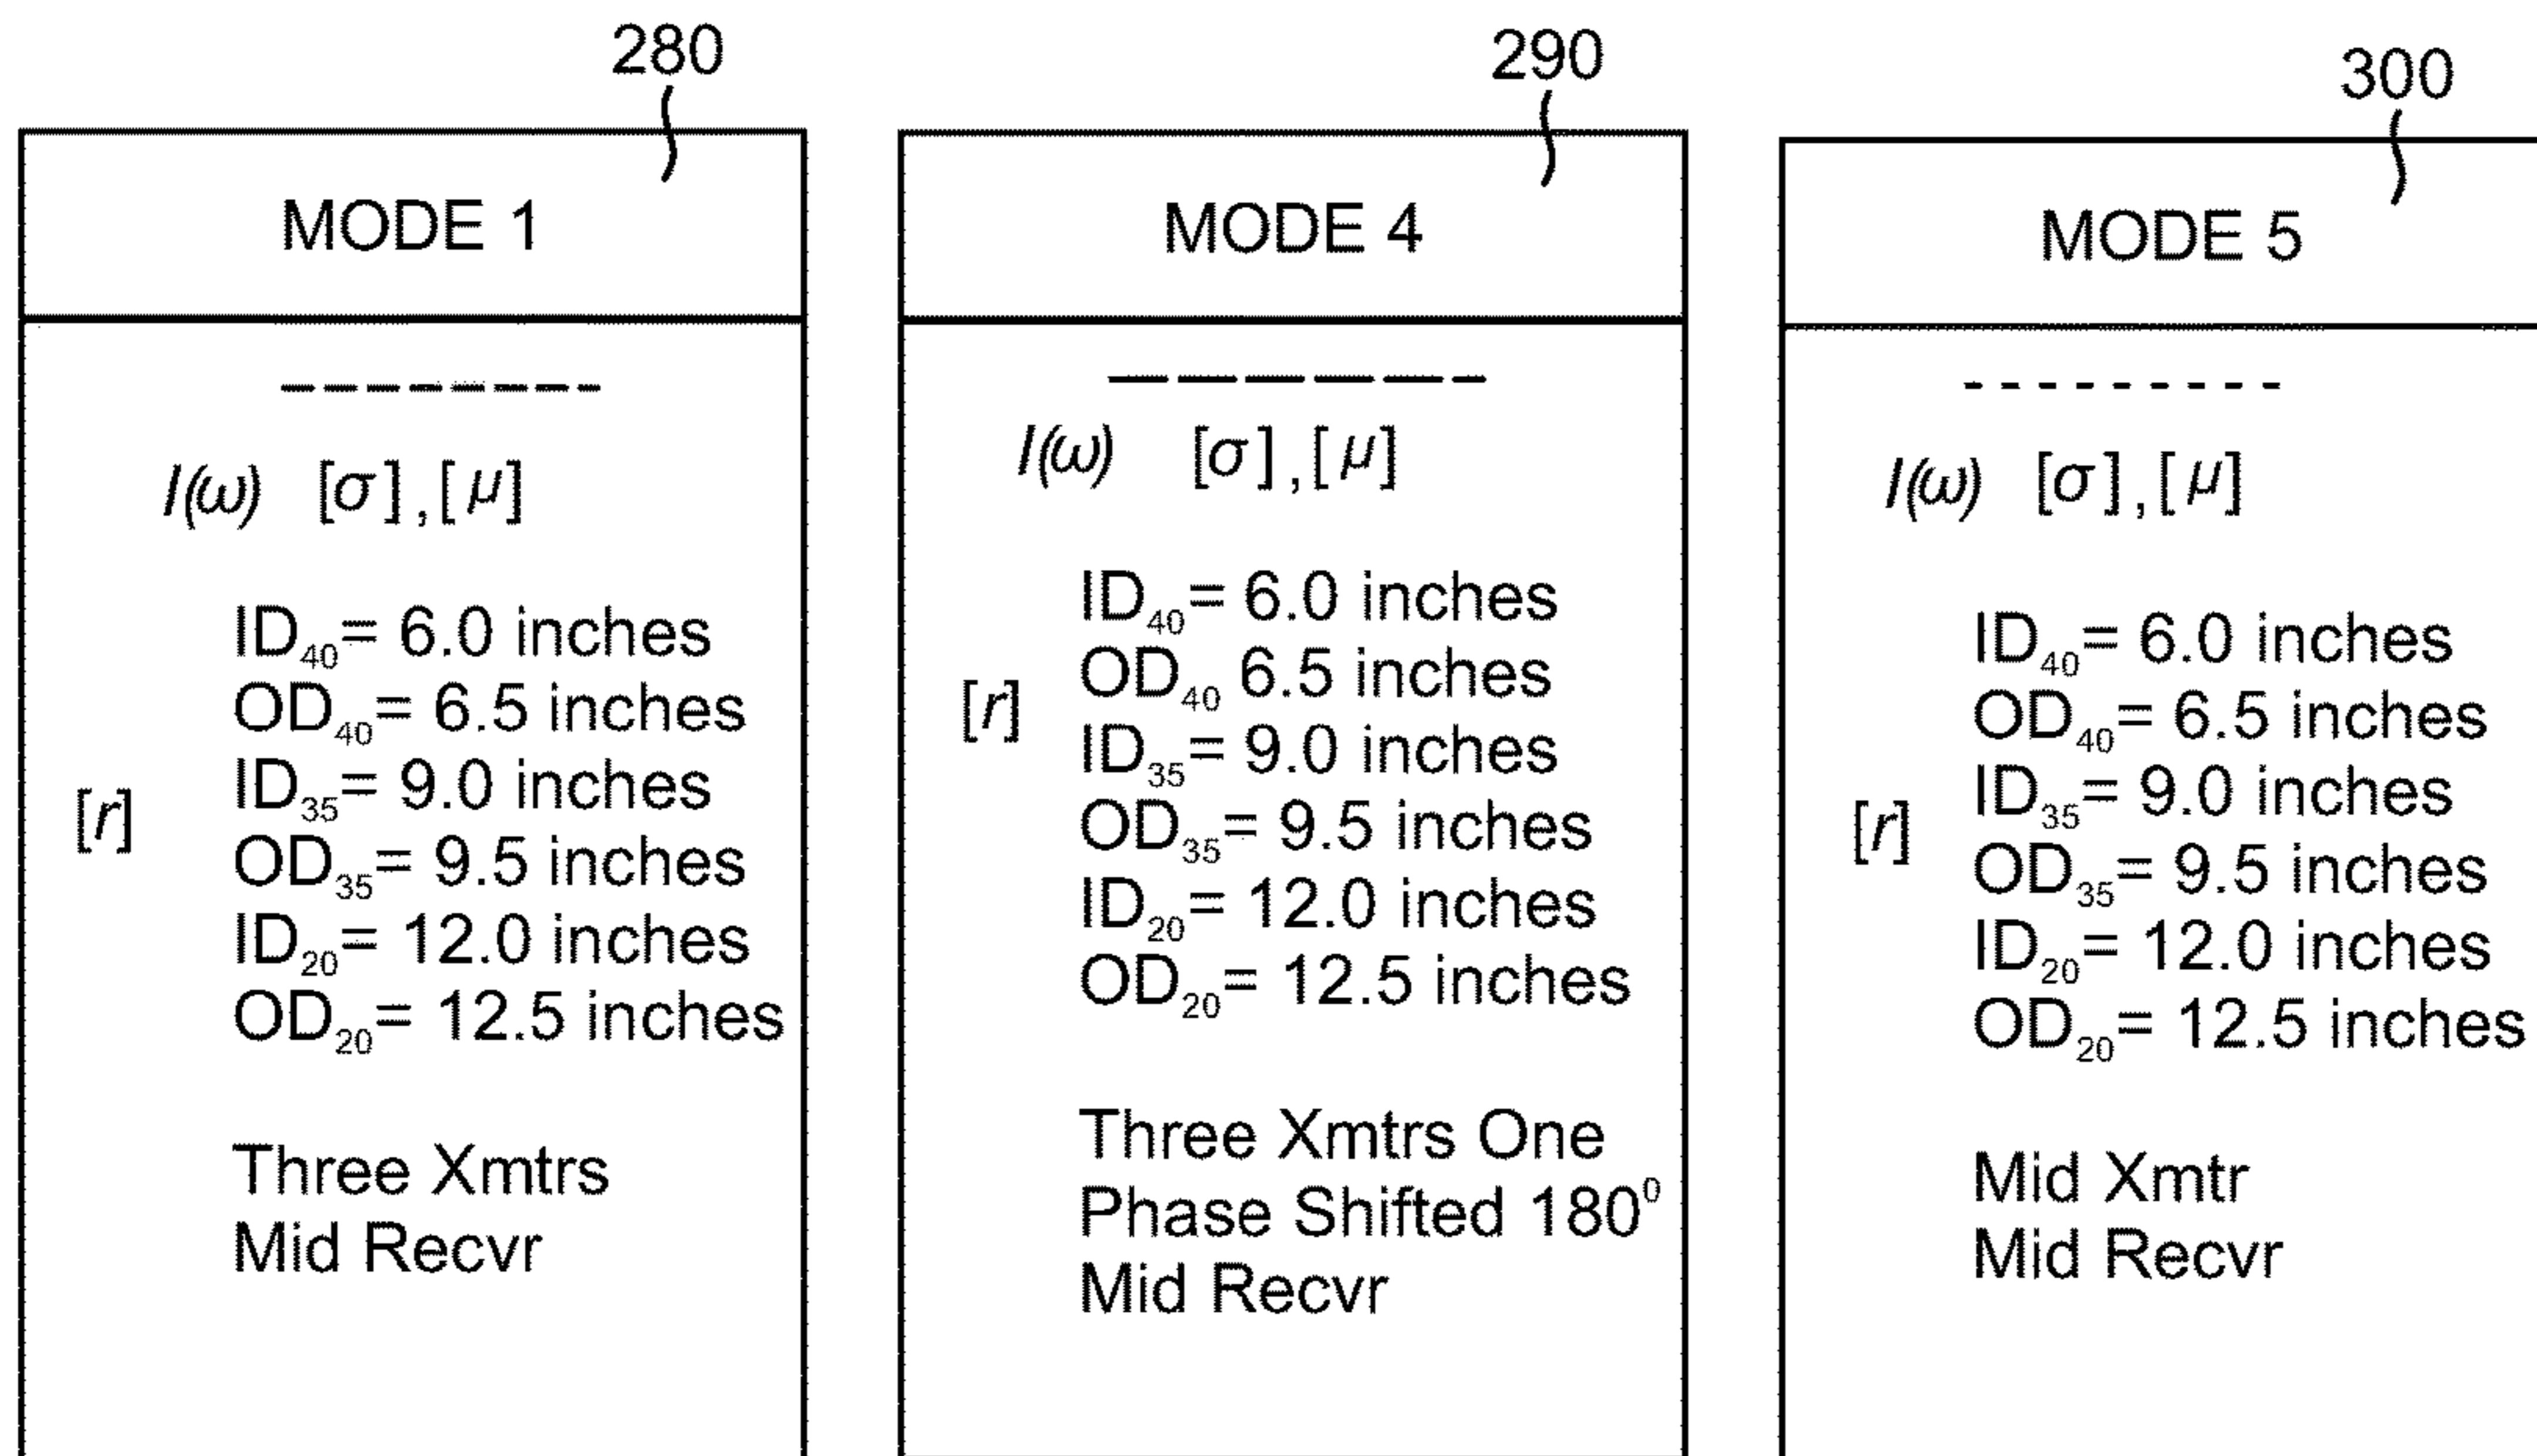 280
MODE 1
I(ω) [σ],[μ]
[r]
ID₄₀= 6.0 inches
OD₄₀= 6.5 inches
ID₃₅= 9.0 inches
OD₃₅= 9.5 inches
ID₂₀= 12.0 inches
OD₂₀= 12.5 inches
Three Xmtrs
Mid Recvr
290
MODE 4
I(ω) [σ],[μ]
[r]
ID₄₀= 6.0 inches
OD₄₀ 6.5 inches
ID₃₅= 9.0 inches
OD₃₅= 9.5 inches
ID₂₀= 12.0 inches
OD₂₀= 12.5 inches
Three Xmtrs One
Phase Shifted 180⁰
Mid Recvr
300
MODE 5
I(ω) [σ],[μ]
[r]
ID₄₀= 6.0 inches
OD₄₀= 6.5 inches
ID₃₅= 9.0 inches
OD₃₅= 9.5 inches
ID₂₀= 12.0 inches
OD₂₀= 12.5 inches
Mid Xmtr
Mid Recvr